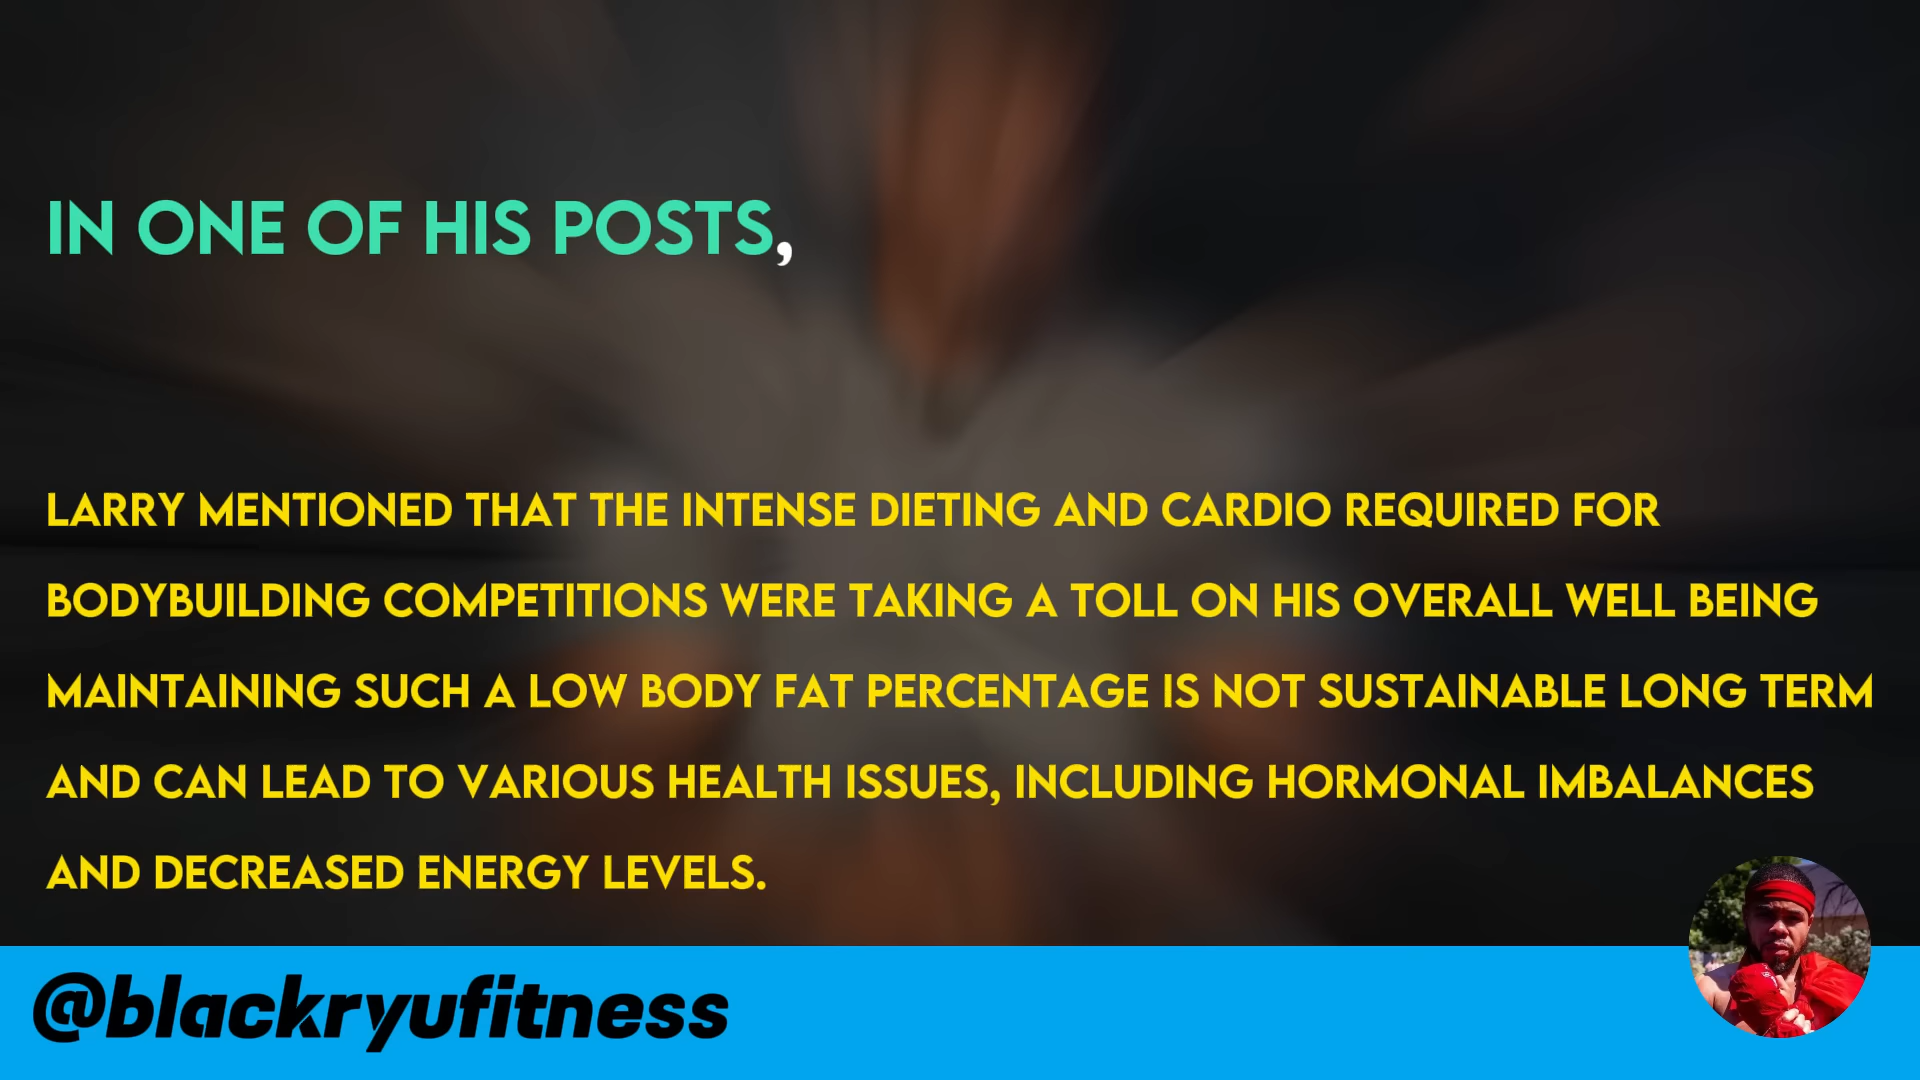 IN ONE OF HIS POSTS,
LARRY MENTIONED THAT THE INTENSE DIETING AND CARDIO REQUIRED FOR
BODYBUILDING COMPETITIONS WERE TAKING A TOLL ON HIS OVERALL WELL BEING
MAINTAINING SUCH A LOW BODY FAT PERCENTAGE IS NOT SUSTAINABLE LONG TERM
AND CAN LEAD TO VARIOUS HEALTH ISSUES, INCLUDING HORMONAL IMBALANCES
AND DECREASED ENERGY LEVELS.
@blackryufitness